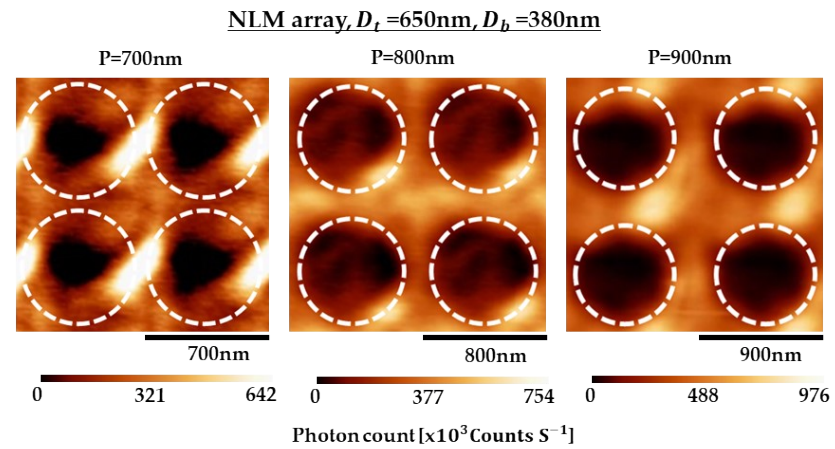 NLM array, Dt =650nm, Db =380nm
P=700nm P=800nm P=900nm
700nm 800nm 900nm
0 321 642 0 377 754 0 488 976
Photon count [x10³Counts S⁻¹]